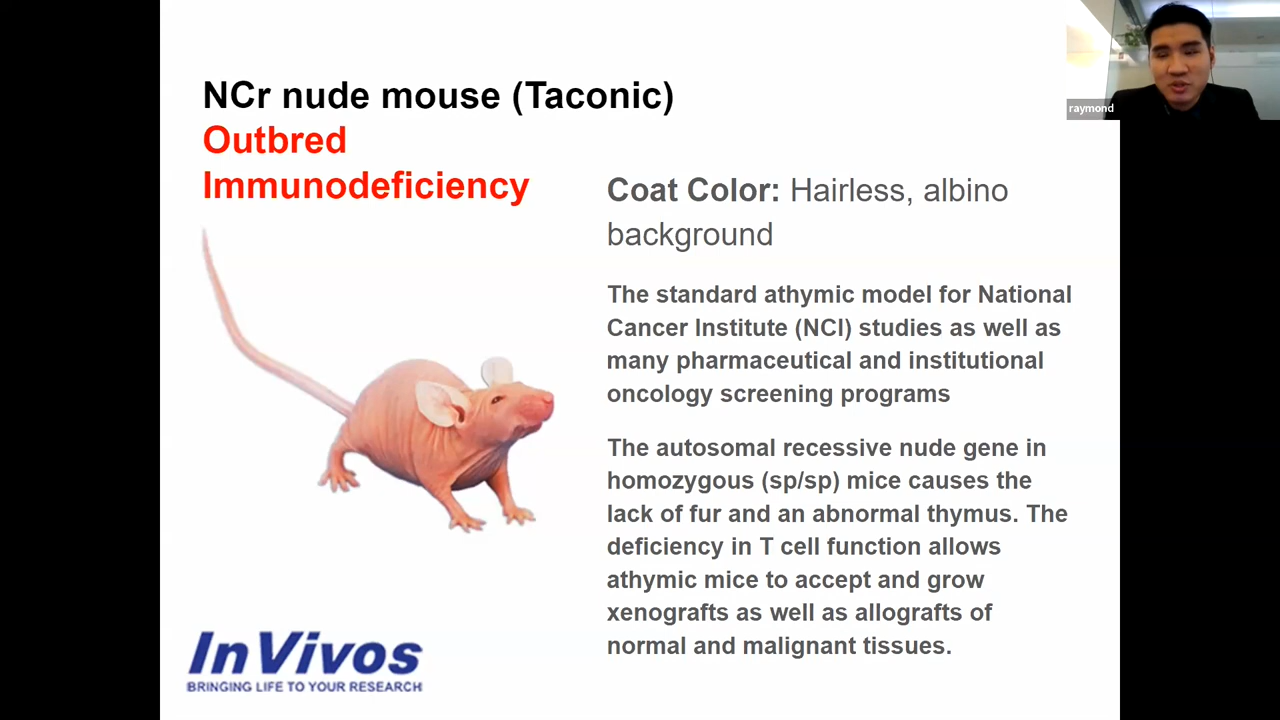 NCr nude mouse (Taconic)
Outbred
Immunodeficiency
Coat Color: Hairless, albino
background
The standard athymic model for National
Cancer Institute (NCI) studies as well as
many pharmaceutical and institutional
oncology screening programs
The autosomal recessive nude gene in
homozygous (sp/sp) mice causes the
lack of fur and an abnormal thymus. The
deficiency in T cell function allows
athymic mice to accept and grow
xenografts as well as allografts of
normal and malignant tissues.
InVivos
BRINGING LIFE TO YOUR RESEARCH
raymond